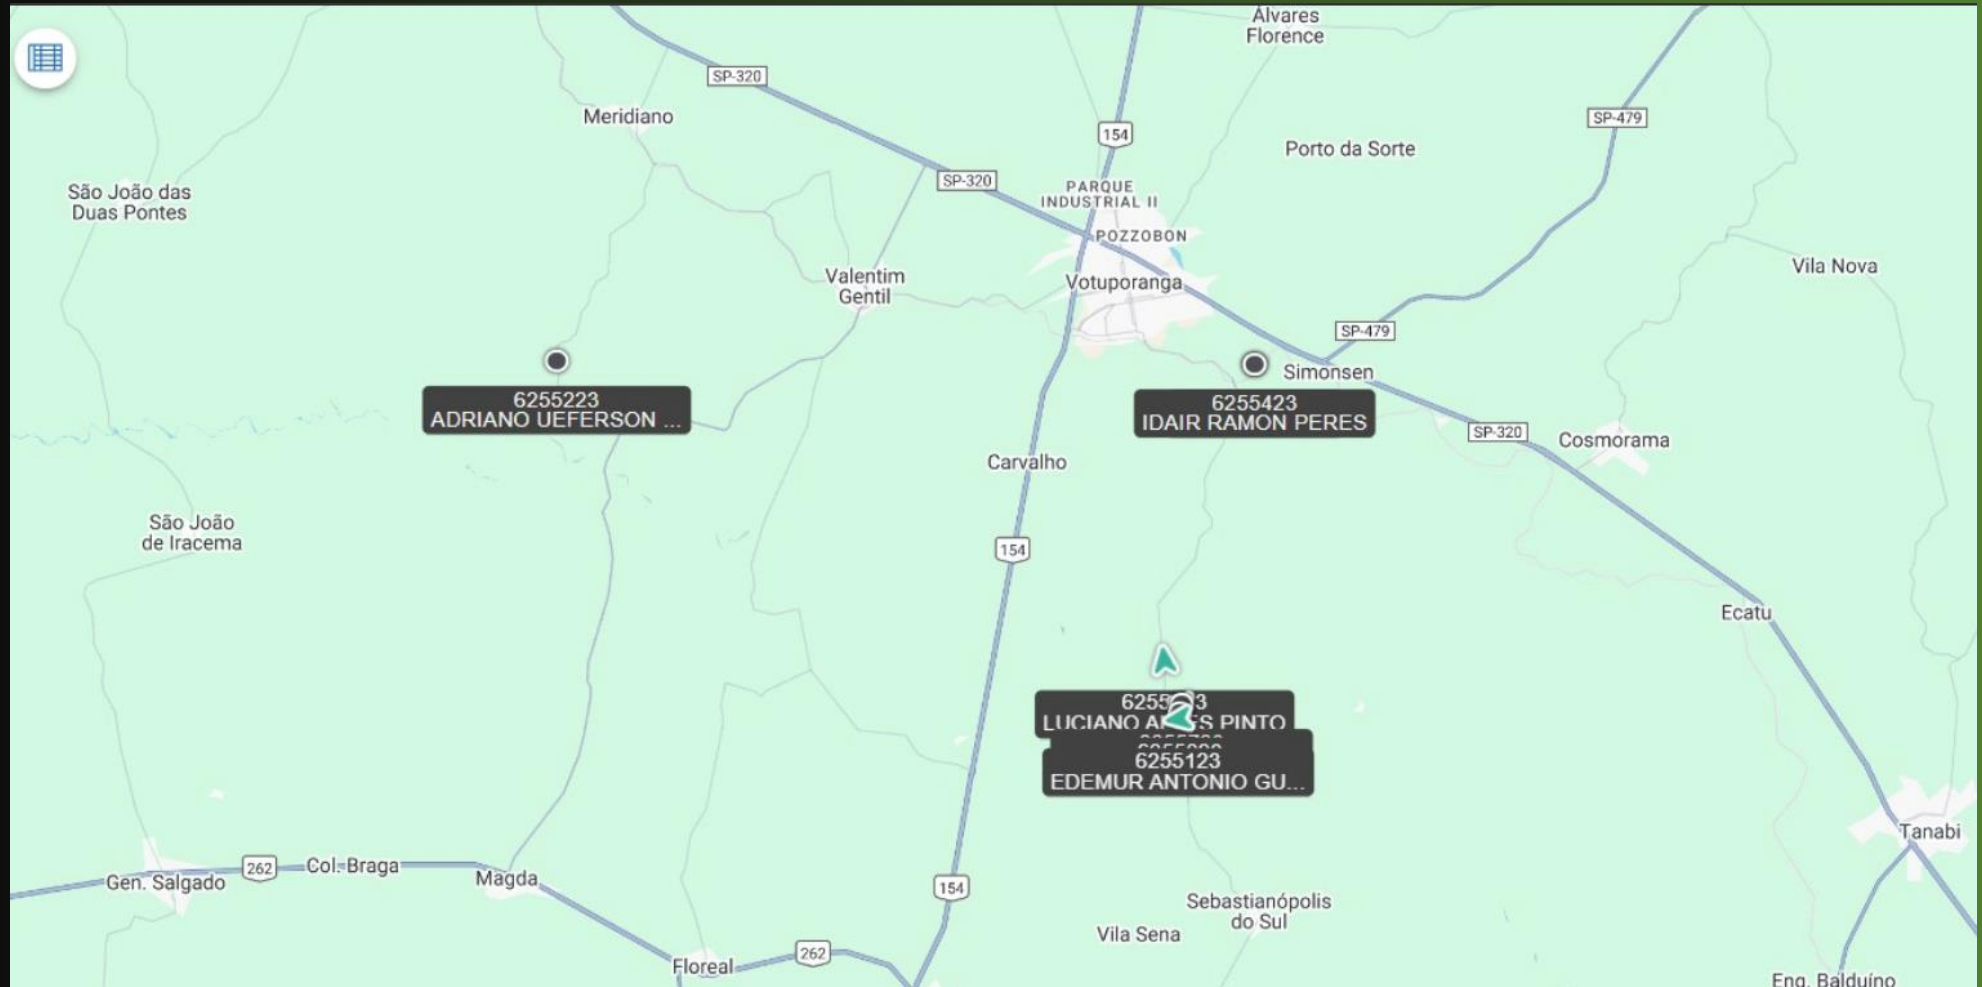 Álvares
Florence
SP-320
Meridiano
SP-479
154
Porto da Sorte
SP-320
PARQUE
INDUSTRIAL II
São João das
Duas Pontes
POZZOBON
Valentim
Gentil
Votuporanga
Vila Nova
SP-479
Simonsen
6255223
ADRIANO UEFERSON ...
6255423
IDAIR RAMON PERES
SP-320
Cosmorama
Carvalho
São João
de Iracema
154
Ecatu
LUCIANO PINTO
6255123
EDEMUR ANTONIO GU...
Tanabi
262
Col. Braga
Gen. Salgado
Magda
154
Sebastianópolis
do Sul
Vila Sena
262
Floreal
Eng. Balduíno